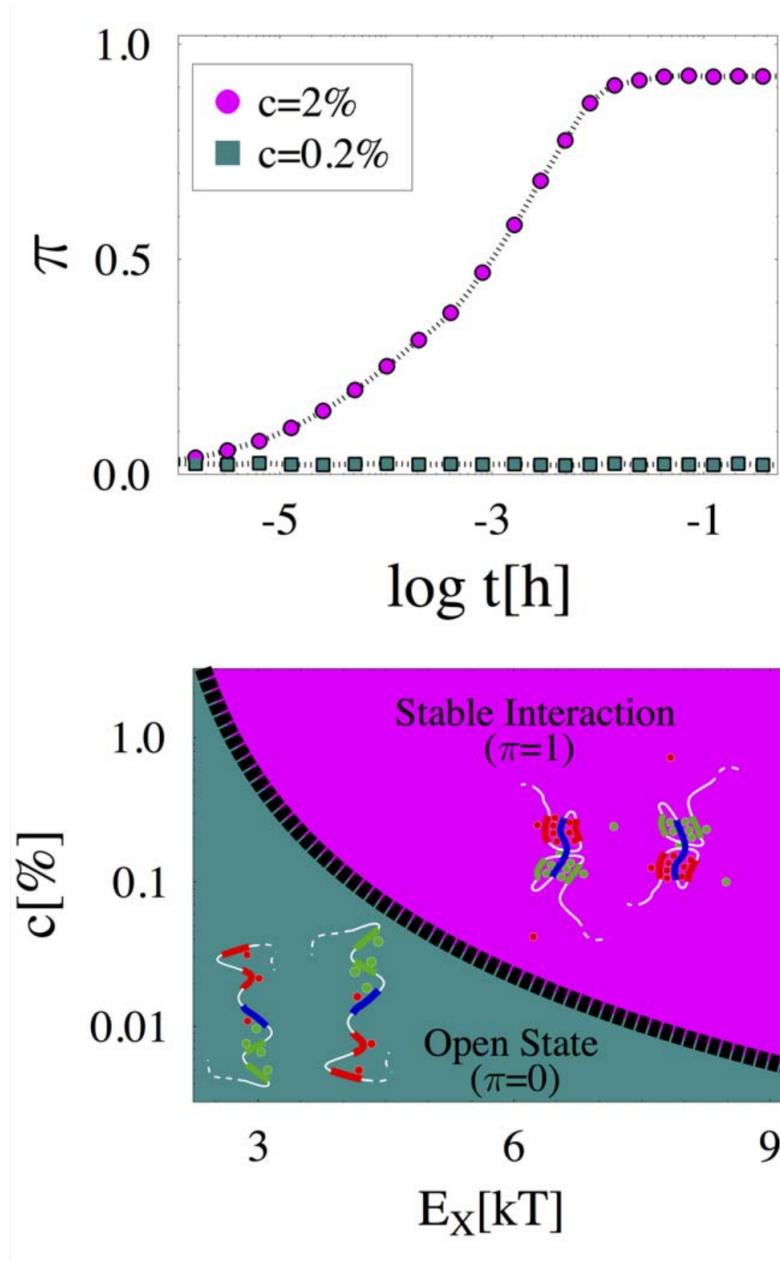 1.0
c=2%
c=0.2%
π
0.5
0.0
-5 -3 -1
log t[h]
Stable Interaction
(π=1)
1.0
c[%]
0.1
0.01
Open State
(π=0)
3 6 9
E_X[kT]